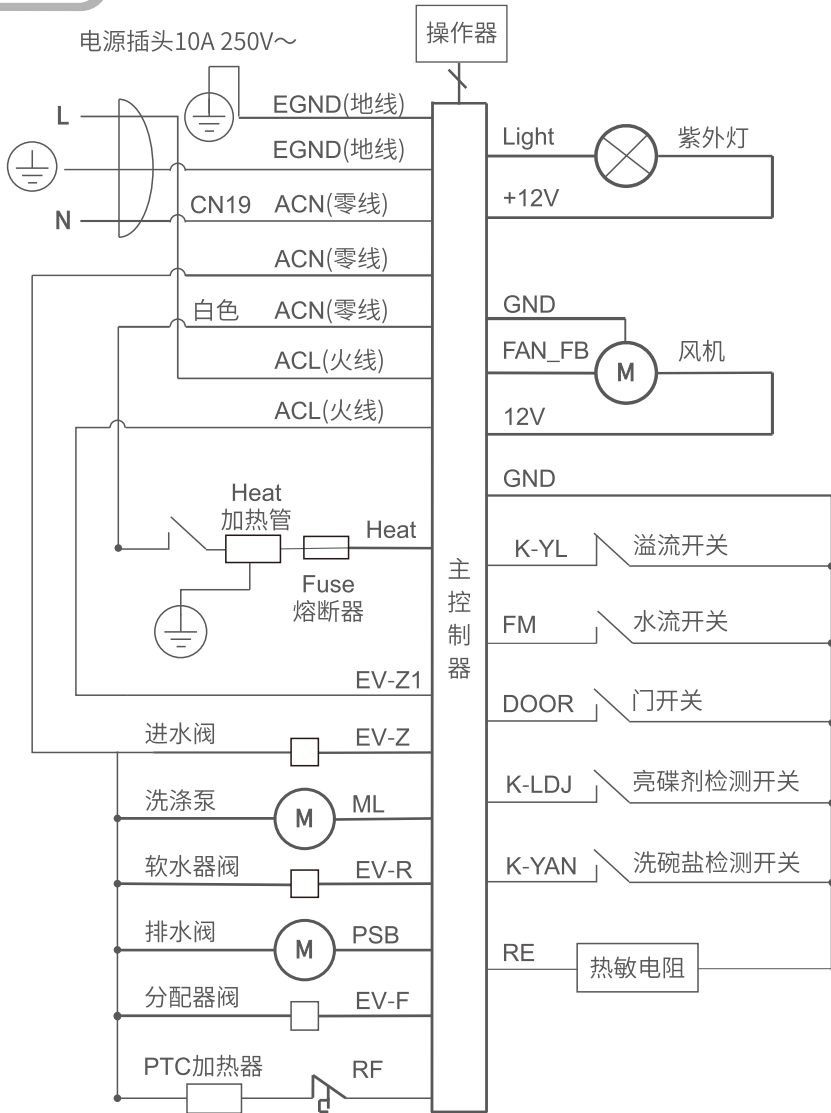 电源插头10A 250V～
操作器
L
EGND(地线)
EGND(地线)
N
CN19 ACN(零线)
ACN(零线)
白色 ACN(零线)
ACL(火线)
ACL(火线)
Heat
加热管
Heat
Fuse
熔断器
EV-Z1
进水阀 EV-Z
洗涤泵 M ML
软水器阀 EV-R
排水阀 M PSB
分配器阀 EV-F
PTC加热器 RF
主
控
制
器
Light 紫外灯
+12V
GND
FAN_FB M 风机
12V
GND
K-YL 溢流开关
FM 水流开关
DOOR 门开关
K-LDJ 亮碟剂检测开关
K-YAN 洗碗盐检测开关
RE 热敏电阻